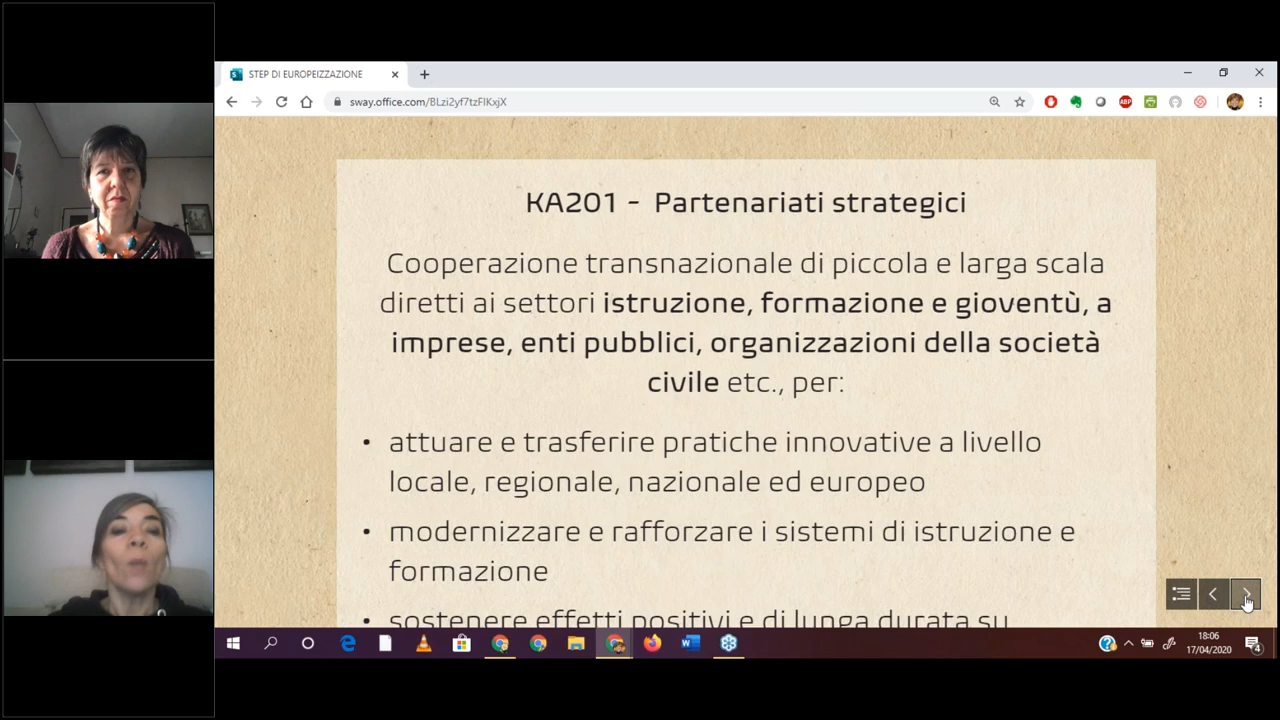 STEP DI EUROPEIZZAZIONE
sway.office.com/8Lzi2yf7tzFIKxjX
ABP
KA201 - Partenariati strategici
Cooperazione transnazionale di piccola e larga scala
diretti ai settori istruzione, formazione e gioventù, a
imprese, enti pubblici, organizzazioni della società
civile etc., per:
• attuare e trasferire pratiche innovative a livello
locale, regionale, nazionale ed europeo
• modernizzare e rafforzare i sistemi di istruzione e
formazione
• sostenere effetti positivi e di lunga durata su
18:06
17/04/2020
4